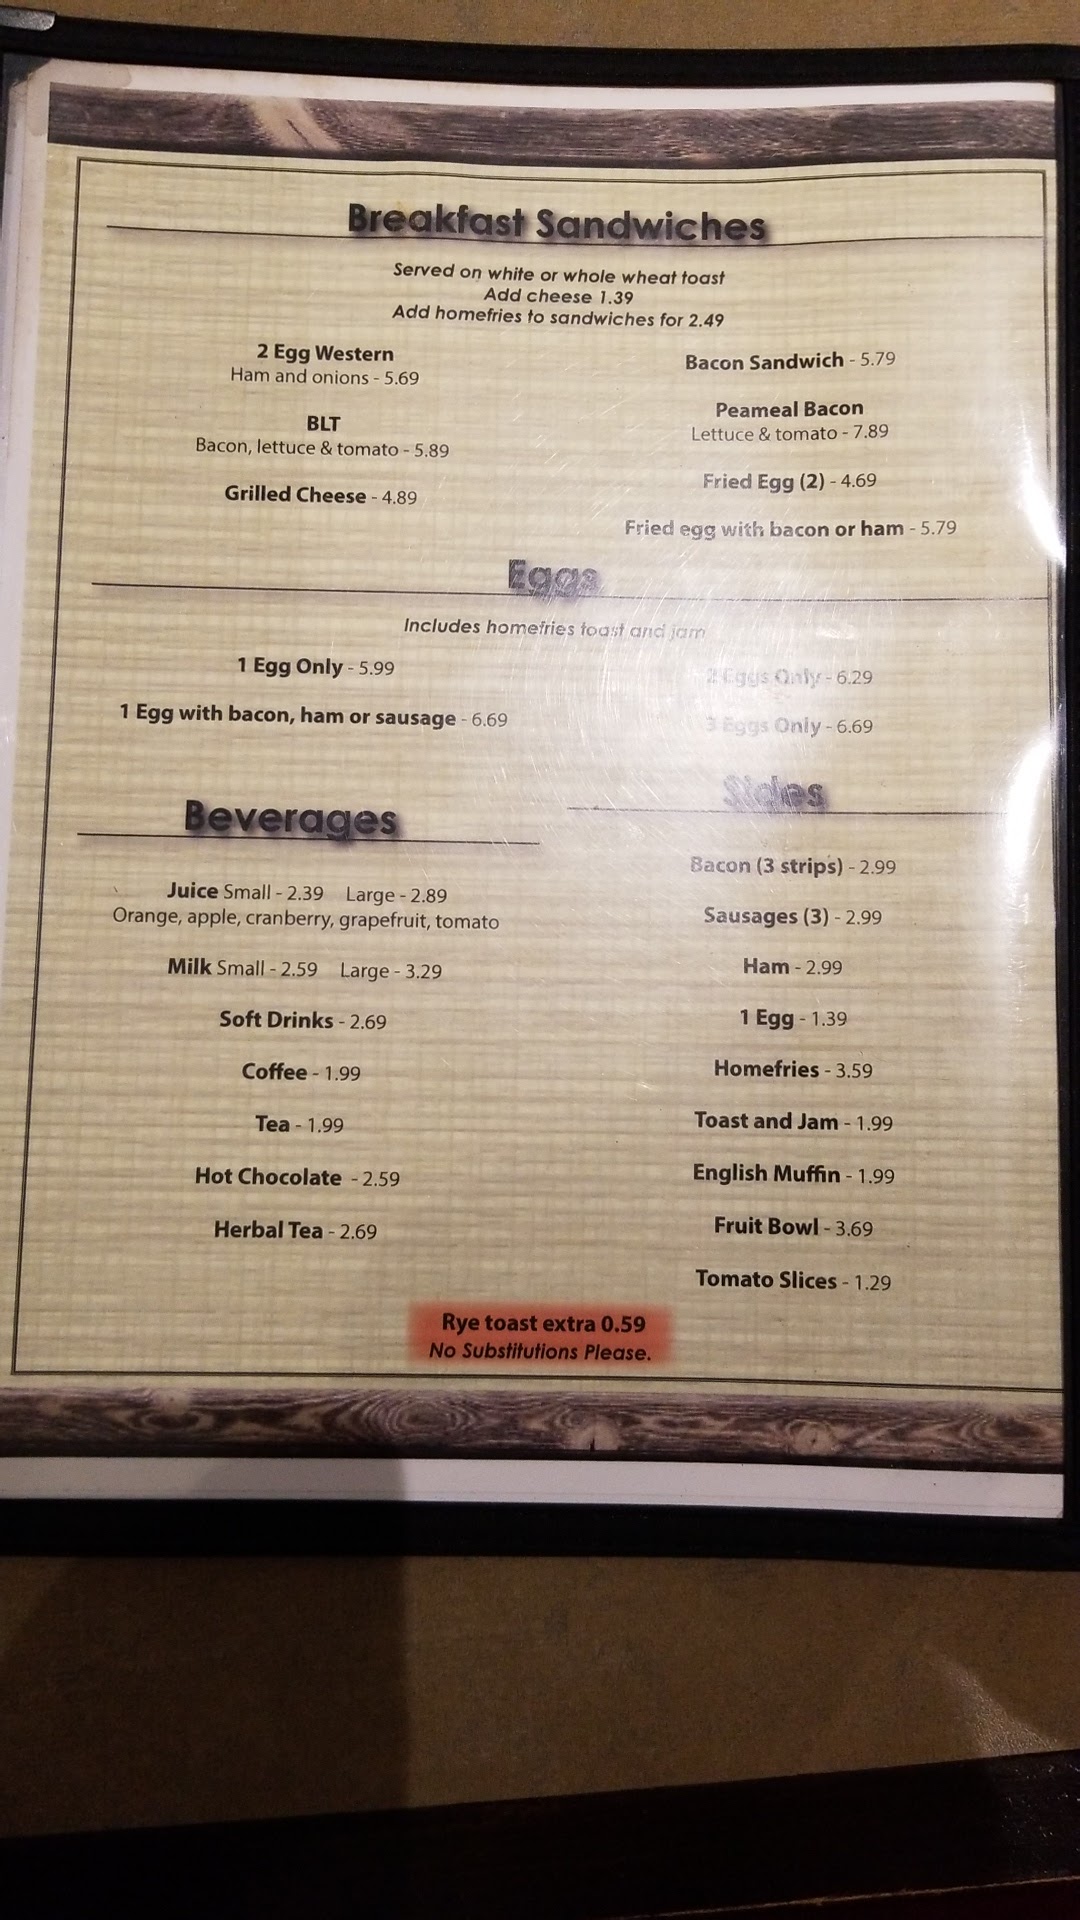 Breakfast Sandwiches
Served on white or whole wheat toast
Add cheese 1.39
Add homefries to sandwiches for 2.49
2 Egg Western
Ham and onions - 5.69
BLT
Bacon, lettuce & tomato - 5.89
Grilled Cheese - 4.89
Bacon Sandwich - 5.79
Peameal Bacon
Lettuce & tomato - 7.89
Fried Egg (2) - 4.69
Fried egg with bacon or ham - 5.79
Eggs
Includes homefries toast and jam
1 Egg Only - 5.99
1 Egg with bacon, ham or sausage - 6.69
2 Eggs Only - 6.29
3 Eggs Only - 6.69
Beverages
Juice Small - 2.39 Large - 2.89
Orange, apple, cranberry, grapefruit, tomato
Milk Small - 2.59 Large - 3.29
Soft Drinks - 2.69
Coffee - 1.99
Tea - 1.99
Hot Chocolate - 2.59
Herbal Tea - 2.69
Sides
Bacon (3 strips) - 2.99
Sausages (3) - 2.99
Ham - 2.99
1 Egg - 1.39
Homefries - 3.59
Toast and Jam - 1.99
English Muffin - 1.99
Fruit Bowl - 3.69
Tomato Slices - 1.29
Rye toast extra 0.59
No Substitutions Please.